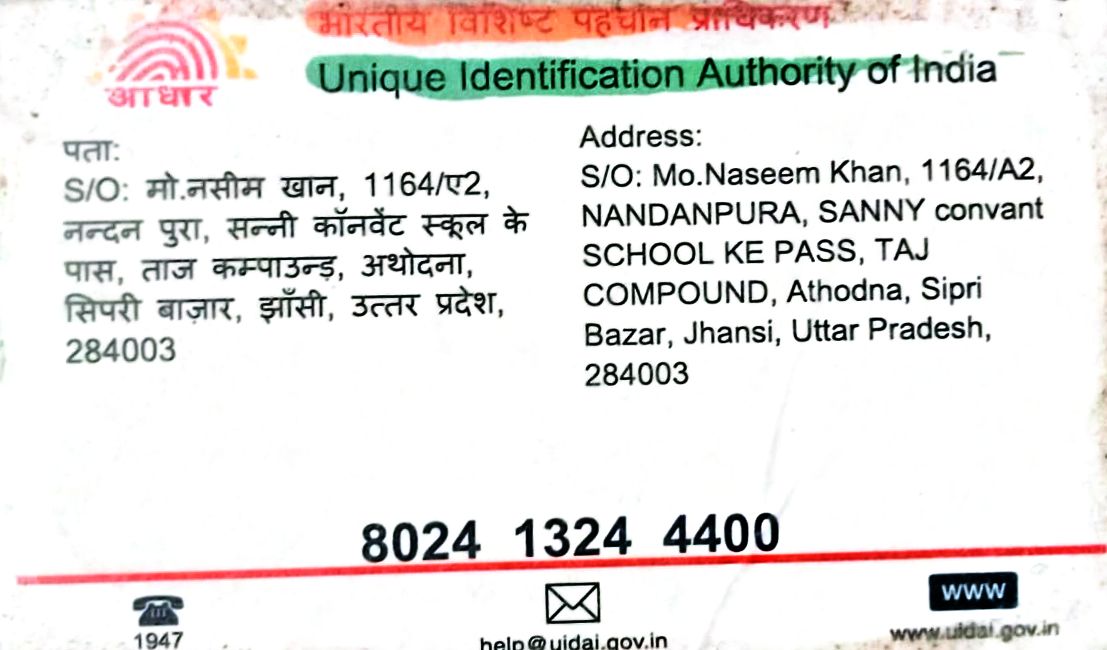 भारतीय विशिष्ट पहचान प्राधिकरण
Unique Identification Authority of India
आधार
पता:
S/O: मो.नसीम खान, 1164/ए2,
नन्दन पुरा, सन्नी कॉनवेंट स्कूल के
पास, ताज कम्पाउन्ड, अथोदना,
सिपरी बाज़ार, झाँसी, उत्तर प्रदेश,
284003
Address:
S/O: Mo.Naseem Khan, 1164/A2,
NANDANPURA, SANNY convant
SCHOOL KE PASS, TAJ
COMPOUND, Athodna, Sipri
Bazar, Jhansi, Uttar Pradesh,
284003
8024 1324 4400
1947
help@uidai.gov.in
www
www.uidai.gov.in